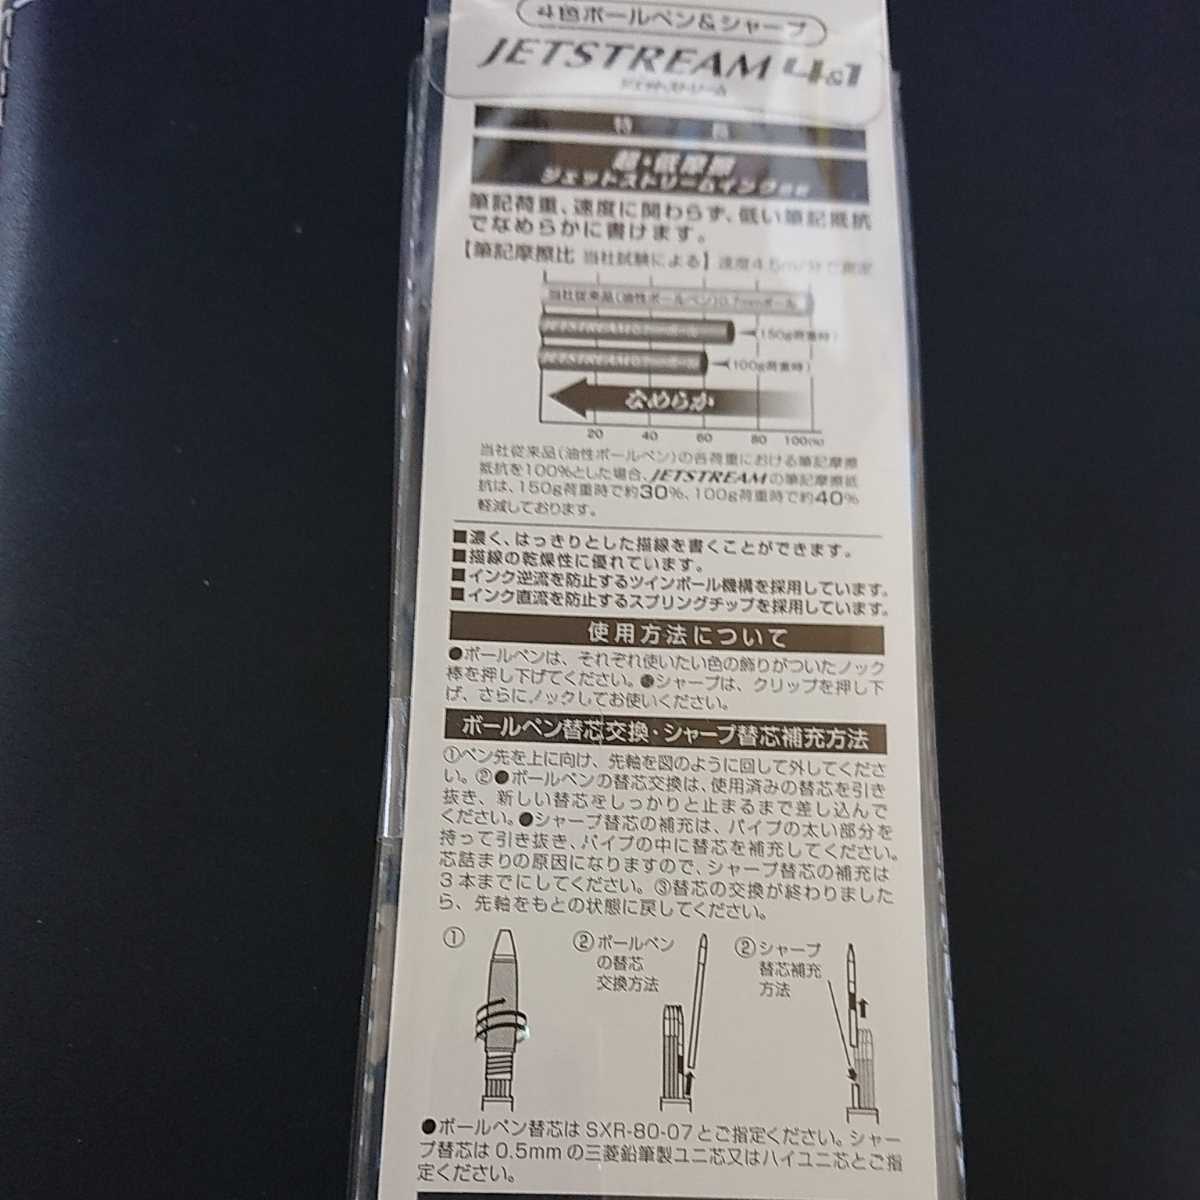 4色ボールペン&シャープ
JETSTREAM 4&1
ジェットストリーム
特 長
超・低摩擦
ジェットストリームインク搭載
筆記荷重、速度に関わらず、低い筆記抵抗
でなめらかに書けます。
【筆記摩擦比 当社試験による】速度4.5m/分で測定
当社従来品(油性ボールペン)0.7mmボール
JETSTREAM0.7mmボール (150g荷重時)
JETSTREAM0.7mmボール (100g荷重時)
なめらか
20 40 60 80 100(%)
当社従来品(油性ボールペン)の各荷重における筆記摩擦
抵抗を100%とした場合、JETSTREAMの筆記摩擦抵
抗は、150g荷重時で約30%、100g荷重時で約40%
軽減しております。
■濃く、はっきりとした描線を書くことができます。
■描線の乾燥性に優れています。
■インク逆流を防止するツインボール機構を採用しています。
■インク直流を防止するスプリングチップを採用しています。
使用方法について
●ボールペンは、それぞれ使いたい色の飾りがついたノック
棒を押し下げてください。●シャープは、クリップを押し下
げ、さらにノックしてお使いください。
ボールペン替芯交換・シャープ替芯補充方法
①ペン先を上に向け、先軸を図のように回して外してくださ
い。②●ボールペンの替芯交換は、使用済みの替芯を引き
抜き、新しい替芯をしっかりと止まるまで差し込んで
ください。●シャープ替芯の補充は、パイプの太い部分を
持って引き抜き、パイプの中に替芯を補充してください。
芯詰まりの原因になりますので、シャープ替芯の補充は
3本までにしてください。③替芯の交換が終わりました
ら、先軸をもとの状態に戻してください。
①
②ボールペン
の替芯
交換方法
②シャープ
替芯補充
方法
●ボールペン替芯はSXR-80-07とご指定ください。シャー
プ替芯は0.5mmの三菱鉛筆製ユニ芯又はハイユニ芯とご指
定ください。